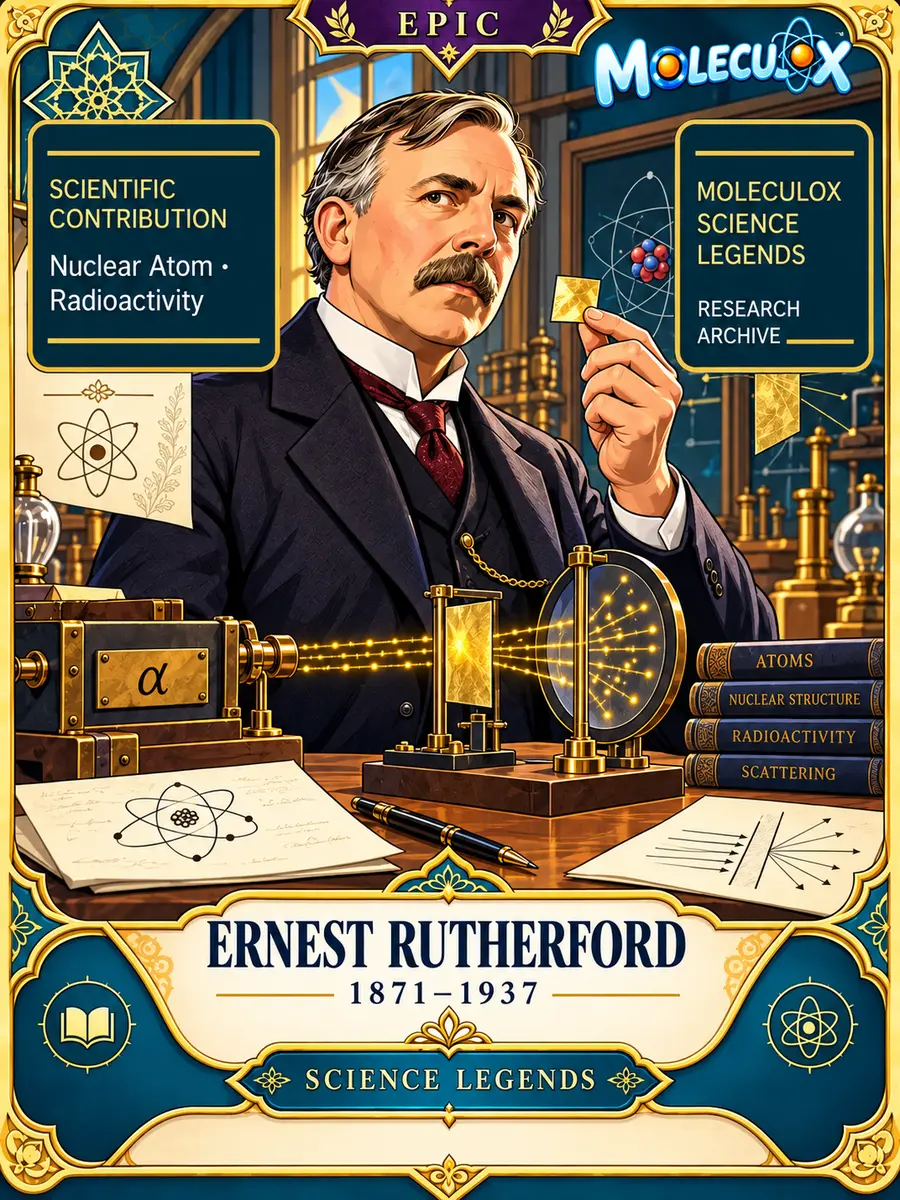 EPIC
MOLECULOX
SCIENTIFIC
CONTRIBUTION
Nuclear Atom •
Radioactivity
MOLECULOX
SCIENCE
LEGENDS
RESEARCH
ARCHIVE
α
ATOMS
NUCLEAR STRUCTURE
RADIOACTIVITY
SCATTERING
ERNEST RUTHERFORD
1871–1937
SCIENCE LEGENDS